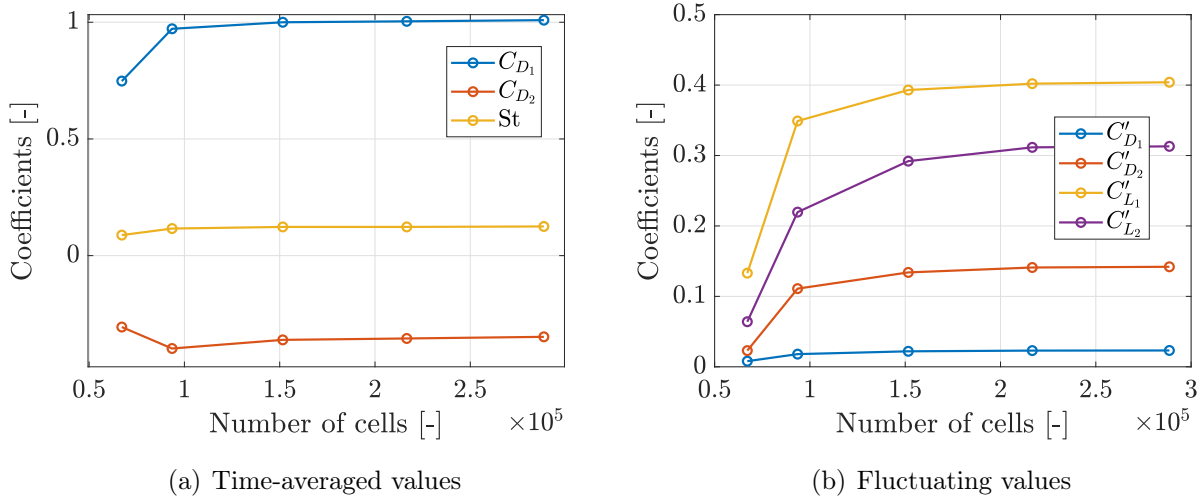 1
0.5
0
Coefficients [-]
C_{D_1}
C_{D_2}
St
0.5
1
1.5
2
2.5
×10^5
Number of cells [-]
(a) Time-averaged values
0.5
0.4
0.3
0.2
0.1
0
Coefficients [-]
C'_{D_1}
C'_{D_2}
C'_{L_1}
C'_{L_2}
0.5
1
1.5
2
2.5
3
×10^5
Number of cells [-]
(b) Fluctuating values